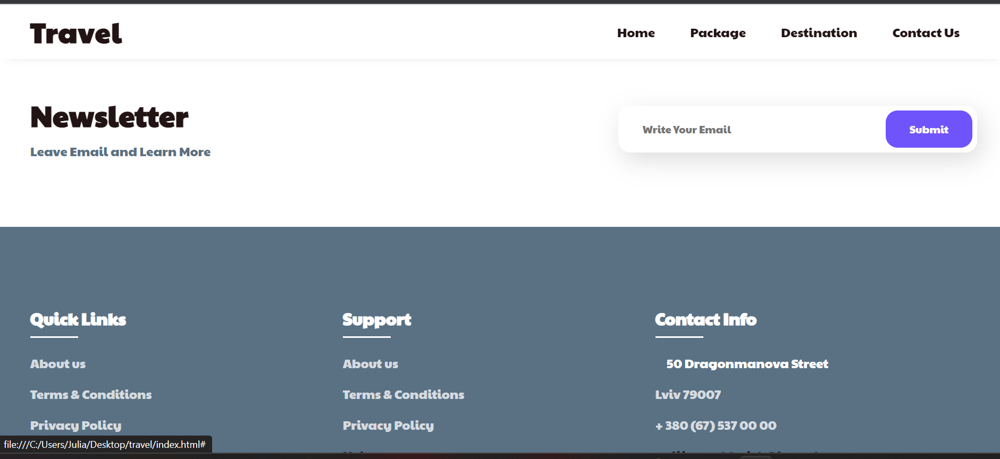 Travel
Home Package Destination Contact Us
Newsletter
Leave Email and Learn More
Write Your Email Submit
Quick Links
About us
Terms & Conditions
Privacy Policy
Support
About us
Terms & Conditions
Privacy Policy
Contact Info
50 Dragonmanova Street
Lviv 79007
+ 380 (67) 537 00 00
file:///C:/Users/Julia/Desktop/travel/index.html#